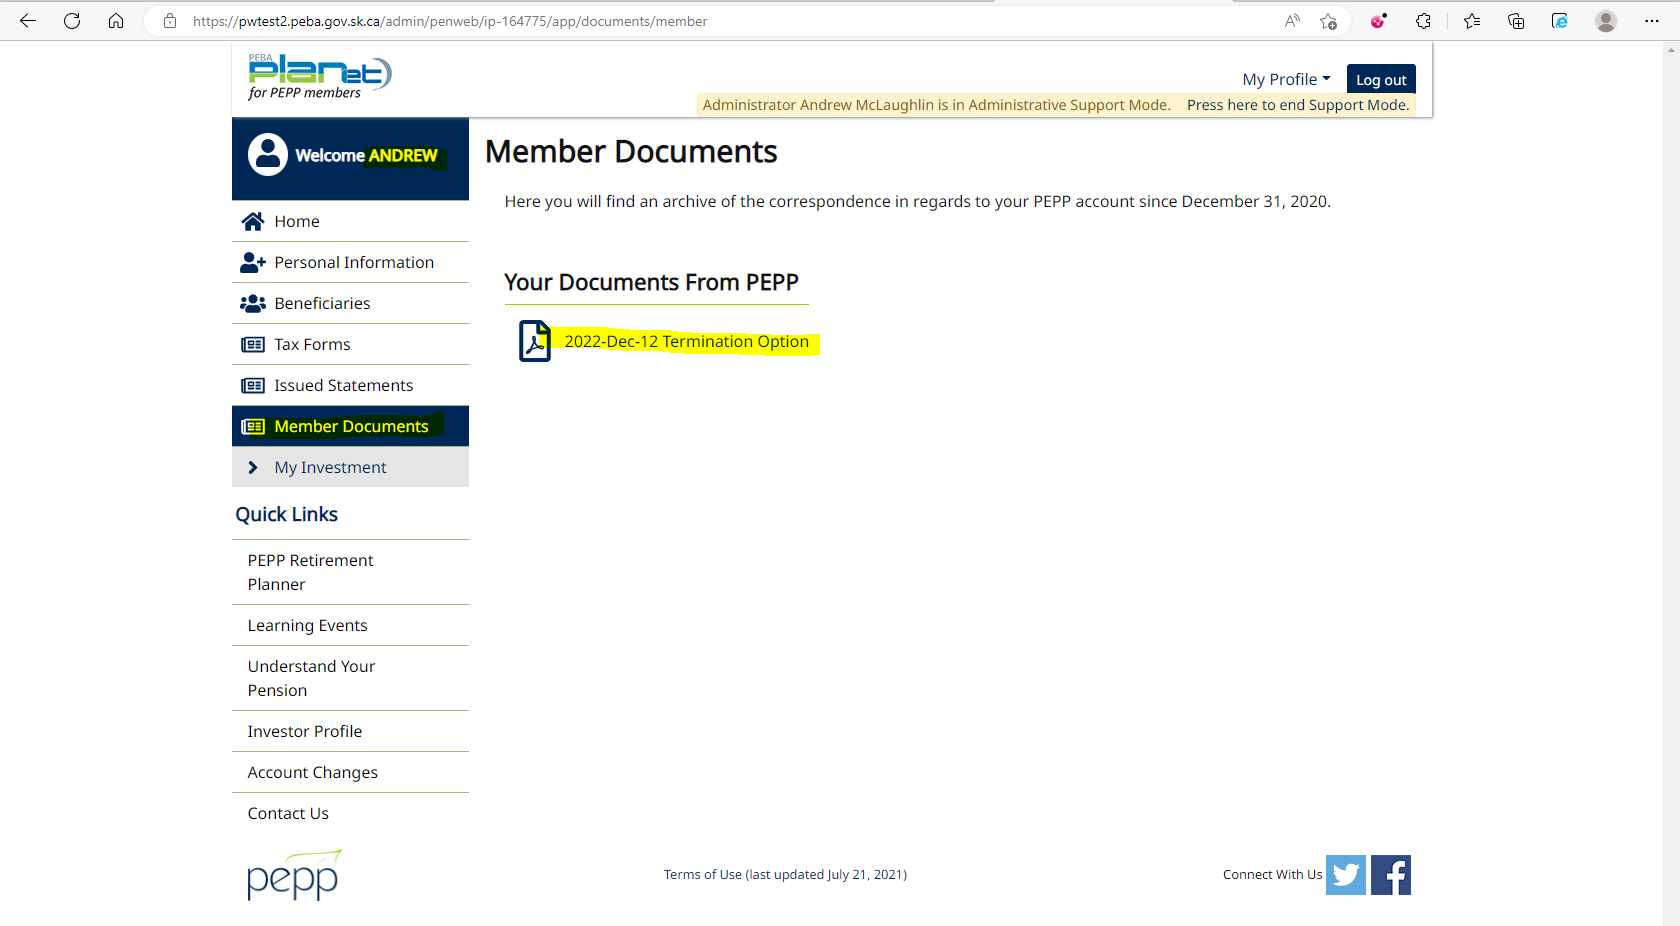 https://pwtest2.peba.gov.sk.ca/admin/penweb/ip-164775/app/documents/member
PEBA
planet
for PEPP members
My Profile
Log out
Administrator Andrew McLaughlin is in Administrative Support Mode. Press here to end Support Mode.
Welcome ANDREW
Home
Personal Information
Beneficiaries
Tax Forms
Issued Statements
Member Documents
My Investment
Quick Links
PEPP Retirement
Planner
Learning Events
Understand Your
Pension
Investor Profile
Account Changes
Contact Us
Member Documents
Here you will find an archive of the correspondence in regards to your PEPP account since December 31, 2020.
Your Documents From PEPP
2022-Dec-12 Termination Option
pepp
Terms of Use (last updated July 21, 2021)
Connect With Us